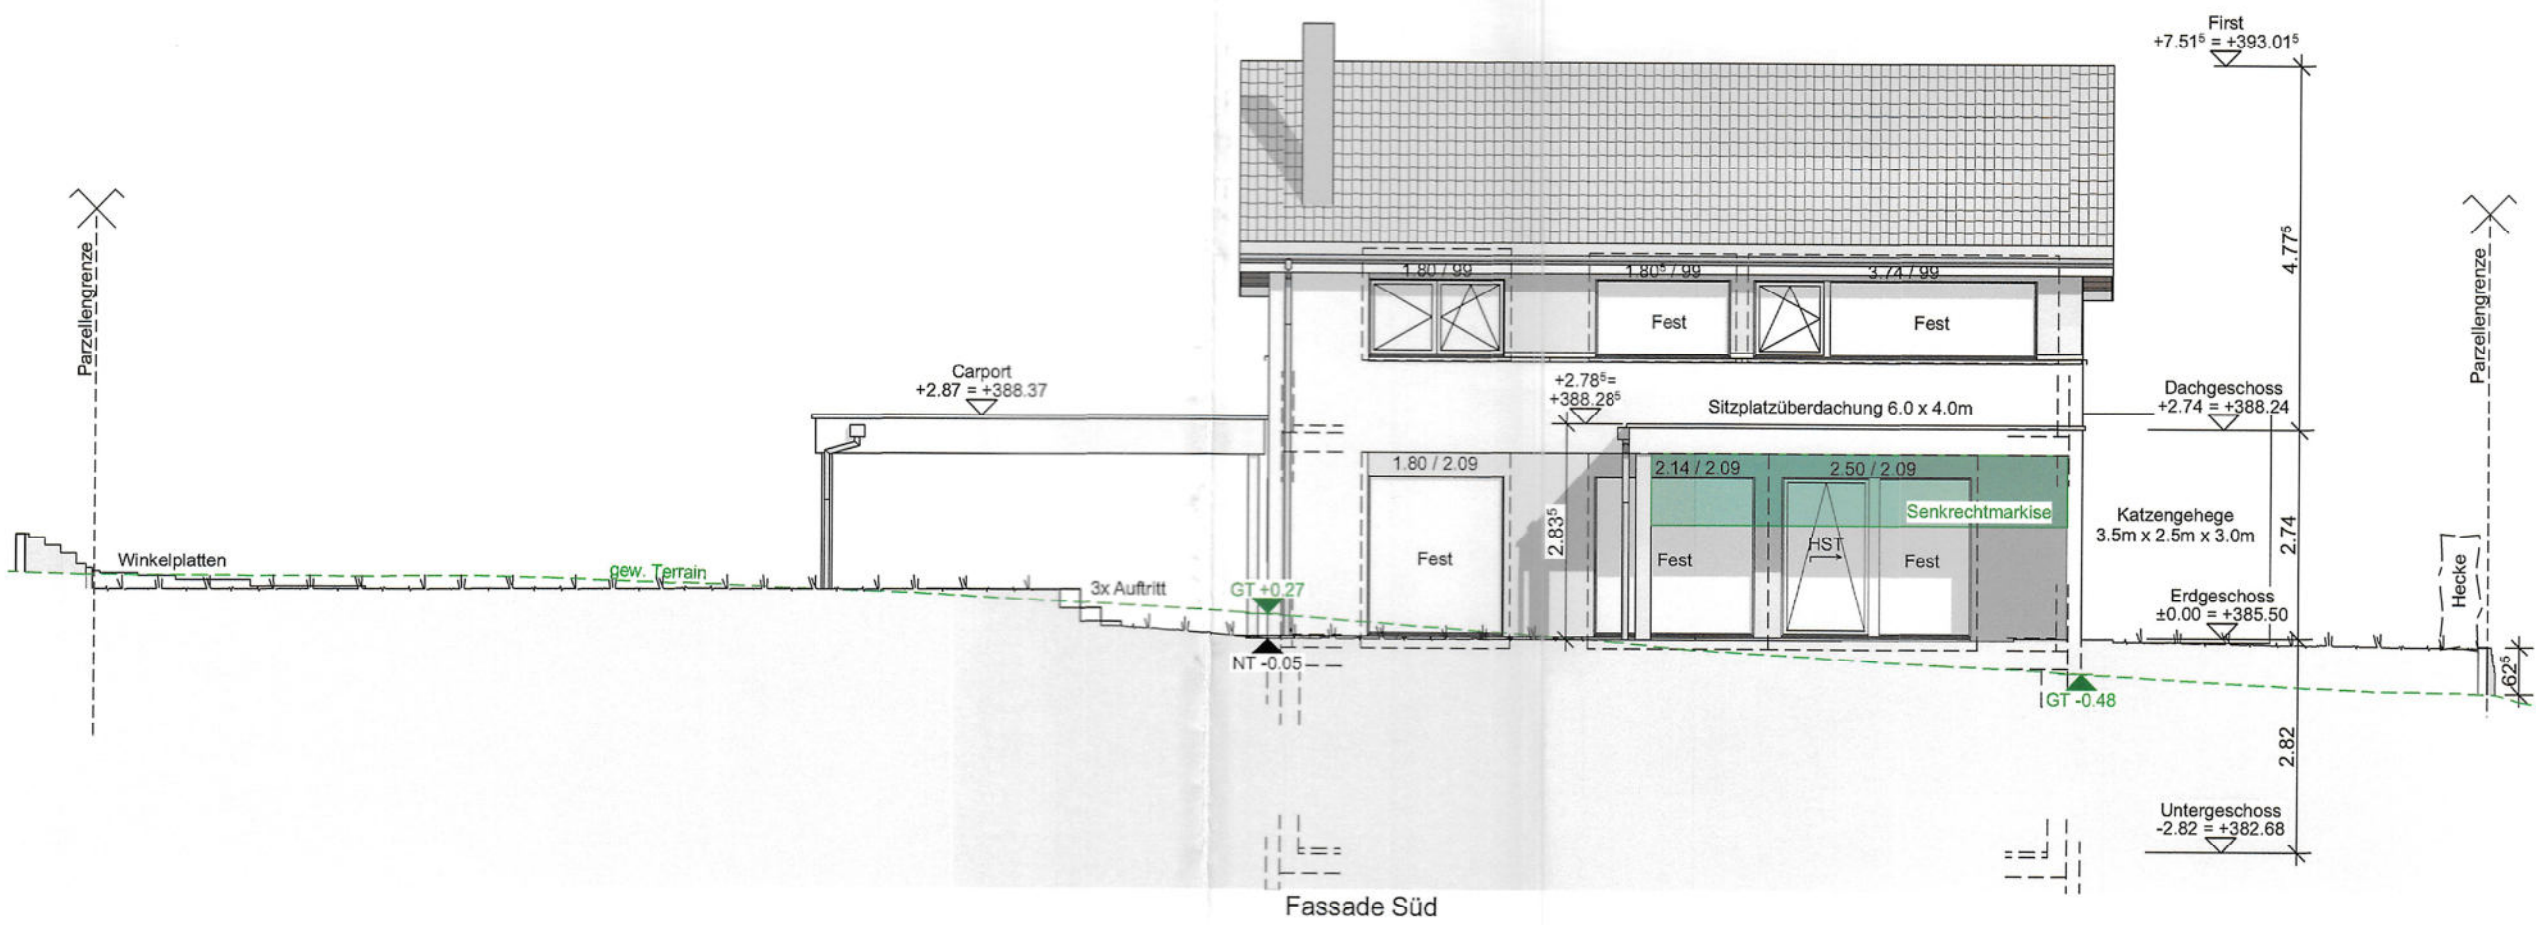 First
+7.51⁵ = +393.01⁵
Parzellengrenze
Parzellengrenze
4.77⁵
1.80 / 99
1.80⁵ / 99
3.74 / 99
Fest
Fest
Carport
+2.87 = +388.37
+2.78⁵=
+388.28⁵
Sitzplatzüberdachung 6.0 x 4.0m
Dachgeschoss
+2.74 = +388.24
1.80 / 2.09
2.14 / 2.09
2.50 / 2.09
Senkrechtmarkise
Katzengehege
3.5m x 2.5m x 3.0m
2.83⁵
2.74
HST
Winkelplatten
gew. Terrain
3x Auftritt
GT +0.27
Fest
Fest
Fest
Hecke
Erdgeschoss
±0.00 = +385.50
NT -0.05
62⁵
GT -0.48
2.82
Untergeschoss
-2.82 = +382.68
Fassade Süd